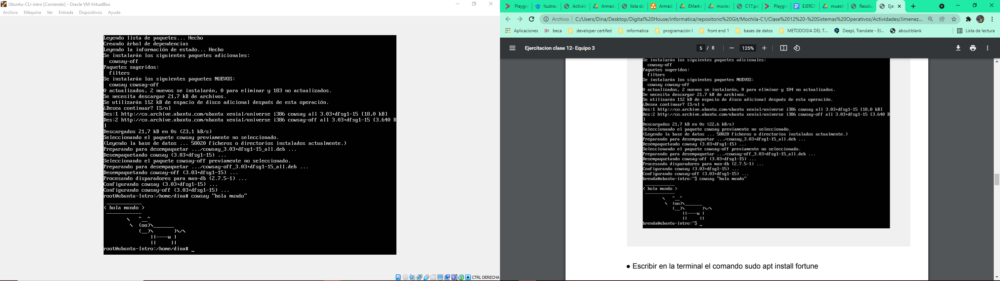 Ubuntu-CLI-intro [Corriendo] - Oracle VM VirtualBox
Archivo Máquina Ver Entrada Dispositivos Ayuda
Leyendo lista de paquetes... Hecho
Creando árbol de dependencias
Leyendo la información de estado... Hecho
Se instalarán los siguientes paquetes adicionales:
cowsay-off
Paquetes sugeridos:
filters
Se instalarán los siguientes paquetes NUEVOS:
cowsay cowsay-off
0 actualizados, 2 nuevos se instalarán, 0 para eliminar y 183 no actualizados.
Se necesita descargar 21,7 kB de archivos.
Se utilizarán 112 kB de espacio de disco adicional después de esta operación.
¿Desea continuar? [S/n]
Des:1 http://co.archive.ubuntu.com/ubuntu xenial/universe i386 cowsay all 3.03+dfsg1-15 [18,0 kB]
Des:2 http://co.archive.ubuntu.com/ubuntu xenial/universe i386 cowsay-off all 3.03+dfsg1-15 [3.640 B
]
Descargados 21,7 kB en 0s (23,1 kB/s)
Seleccionando el paquete cowsay previamente no seleccionado.
(Leyendo la base de datos ... 58020 ficheros o directorios instalados actualmente.)
Preparando para desempaquetar .../cowsay_3.03+dfsg1-15_all.deb ...
Desempaquetando cowsay (3.03+dfsg1-15) ...
Seleccionando el paquete cowsay-off previamente no seleccionado.
Preparando para desempaquetar .../cowsay-off_3.03+dfsg1-15_all.deb ...
Desempaquetando cowsay-off (3.03+dfsg1-15) ...
Procesando disparadores para man-db (2.7.5-1) ...
Configurando cowsay (3.03+dfsg1-15) ...
Configurando cowsay-off (3.03+dfsg1-15) ...
root@ubuntu-Intro:/home/dina# cowsay "hola mundo"
 ____________
< hola mundo >
 ------------
        \   ^__^
         \  (oo)\_______
            (__)\       )\/\
                ||----w |
                ||     ||
root@ubuntu-Intro:/home/dina# _
CTRL DERECHA
Playgro Ilustrac Activida Armado lista de Armado EMarke movies C17.pd Playgro EJERCIT muestr Resoluc Ejer
Archivo C:/Users/Dina/Desktop/Digital%20House/informatica/repositorio%20Git/Mochila-C1/Clase%2012%20-%20Sistemas%20Operativos/Actividades/Jimenez...
Aplicaciones DH beca developer certifed informatica programación I front end 1 bases de datos METODOGIA DEL T... DeepL Translate - El... about:blank Lista de lectura
Ejercitacion clase 12- Equipo 3 5 / 8 125%
Se instalarán los siguientes paquetes adicionales:
cowsay-off
Paquetes sugeridos:
filters
Se instalarán los siguientes paquetes NUEVOS:
cowsay cowsay-off
0 actualizados, 2 nuevos se instalarán, 0 para eliminar y 184 no actualizados.
Se necesita descargar 21,7 kB de archivos.
Se utilizarán 112 kB de espacio de disco adicional después de esta operación.
¿Desea continuar? [S/n] s
Des:1 http://co.archive.ubuntu.com/ubuntu xenial/universe i386 cowsay all 3.03+dfsg1-15 [18,0 kB]
Des:2 http://co.archive.ubuntu.com/ubuntu xenial/universe i386 cowsay-off all 3.03+dfsg1-15 [3.640 B
]
Descargados 21,7 kB en 0s (22,6 kB/s)
Seleccionando el paquete cowsay previamente no seleccionado.
(Leyendo la base de datos ... 58020 ficheros o directorios instalados actualmente.)
Preparando para desempaquetar .../cowsay_3.03+dfsg1-15_all.deb ...
Desempaquetando cowsay (3.03+dfsg1-15) ...
Seleccionando el paquete cowsay-off previamente no seleccionado.
Preparando para desempaquetar .../cowsay-off_3.03+dfsg1-15_all.deb ...
Desempaquetando cowsay-off (3.03+dfsg1-15) ...
Procesando disparadores para man-db (2.7.5-1) ...
Configurando cowsay (3.03+dfsg1-15) ...
Configurando cowsay-off (3.03+dfsg1-15) ...
brenda@ubuntu-intro:~$ cowsay "hola mundo"
 ____________
< hola mundo >
 ------------
        \   ^__^
         \  (oo)\_______
            (__)\       )\/\
                ||----w |
                ||     ||
brenda@ubuntu-intro:~$ _
● Escribir en la terminal el comando sudo apt install fortune